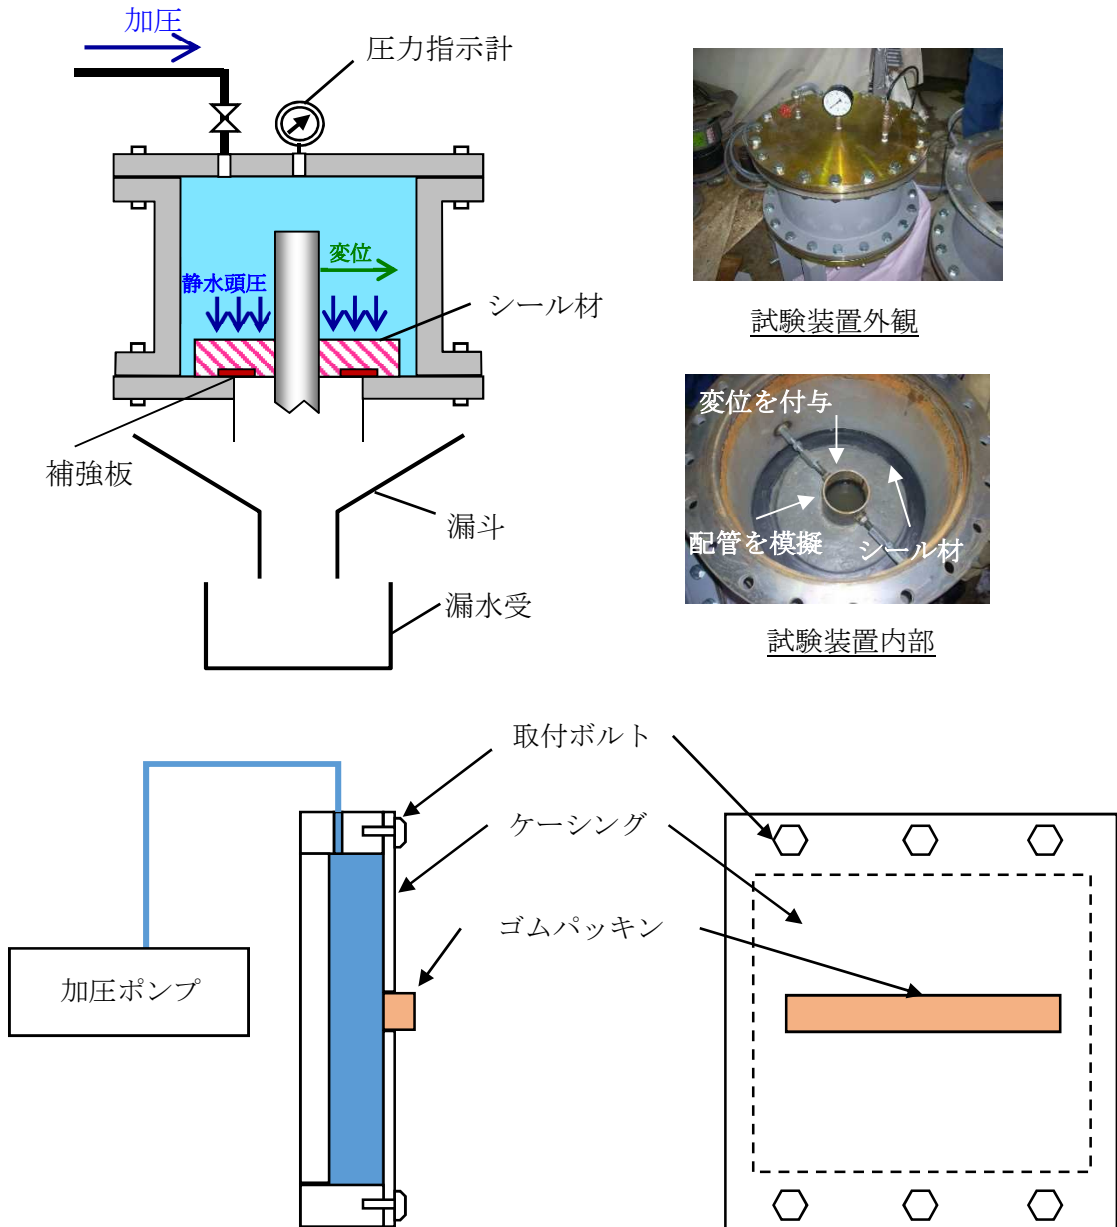 加圧
圧力指示計
変位
静水頭圧
シール材
補強板
漏斗
漏水受
試験装置外観
変位を付与
配管を模擬
シール材
試験装置内部
取付ボルト
ケーシング
ゴムパッキン
加圧ポンプ